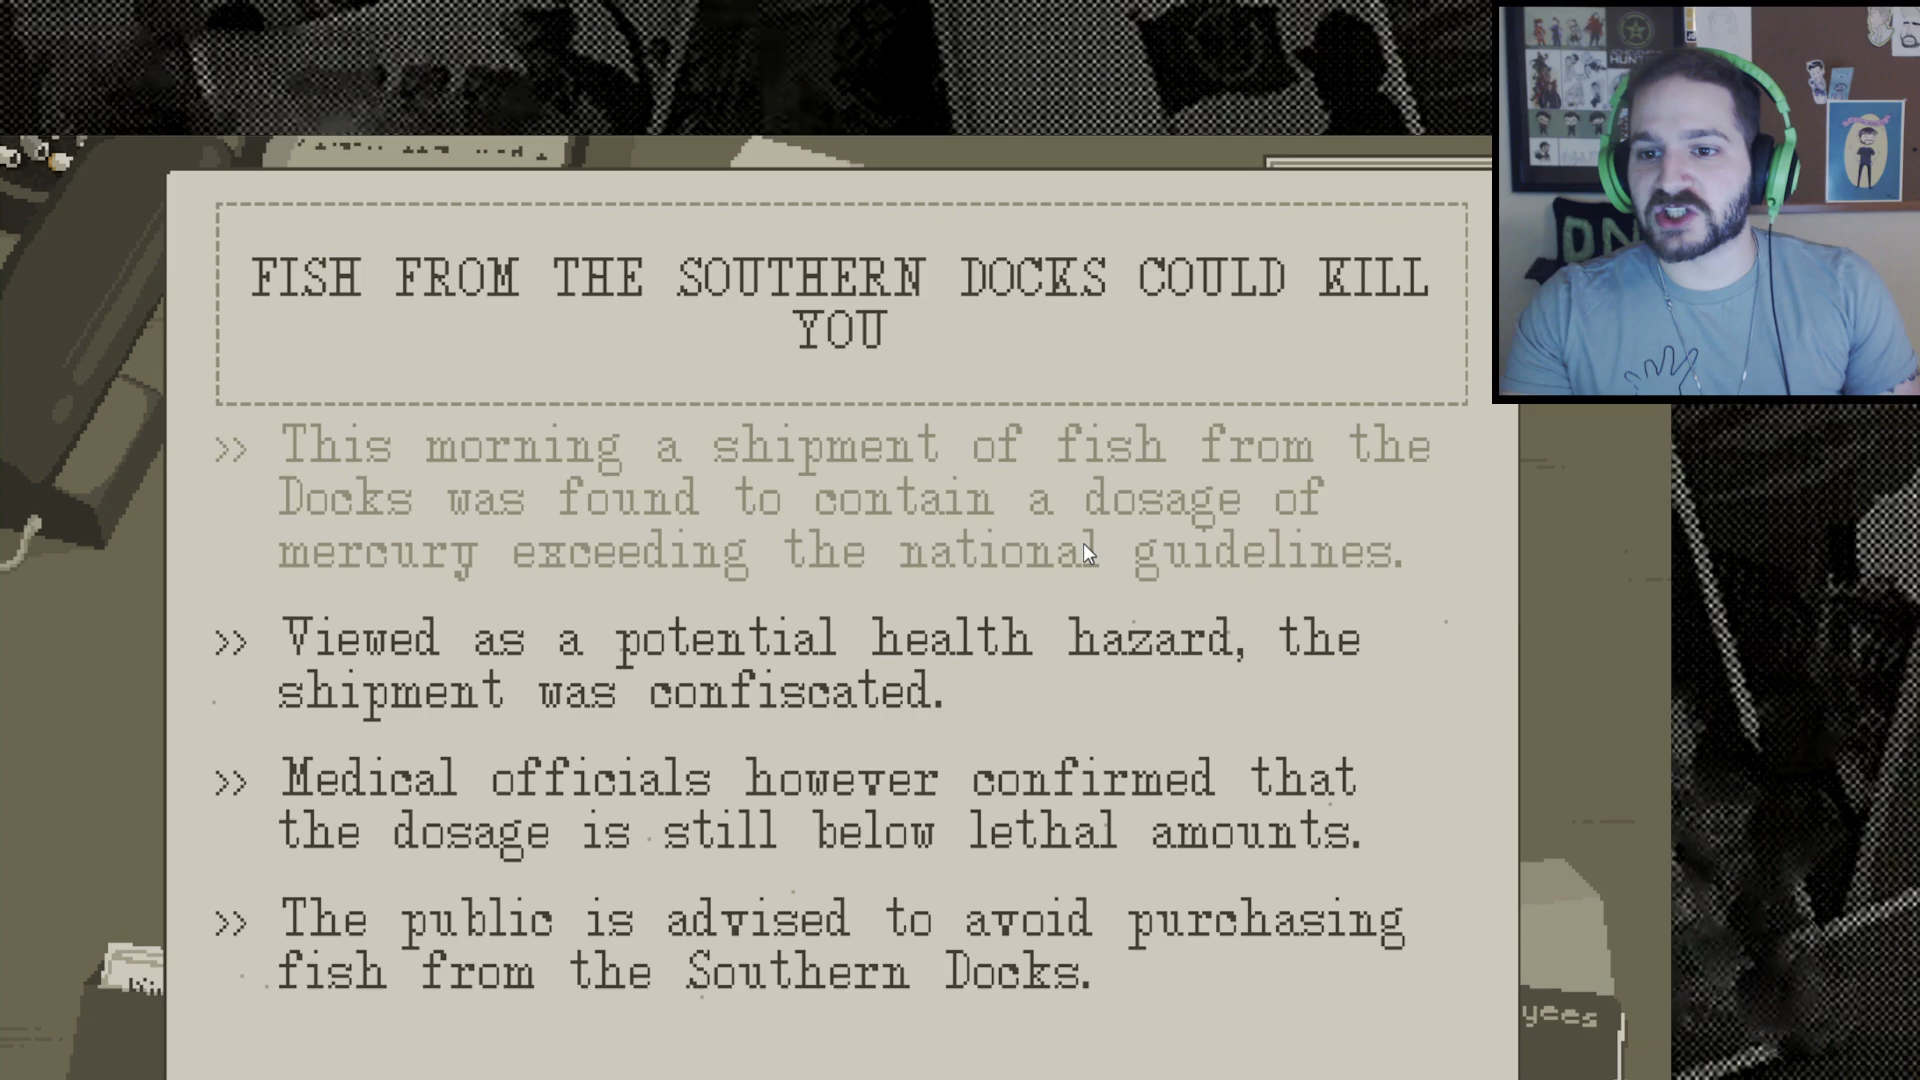 FISH FROM THE SOUTHERN DOCKS COULD KILL
YOU
>> This morning a shipment of fish from the
Docks was found to contain a dosage of
mercury exceeding the national guidelines.
>> Viewed as a potential health hazard, the
shipment was confiscated.
>> Medical officials however confirmed that
the dosage is still below lethal amounts.
>> The public is advised to avoid purchasing
fish from the Southern Docks.
yees